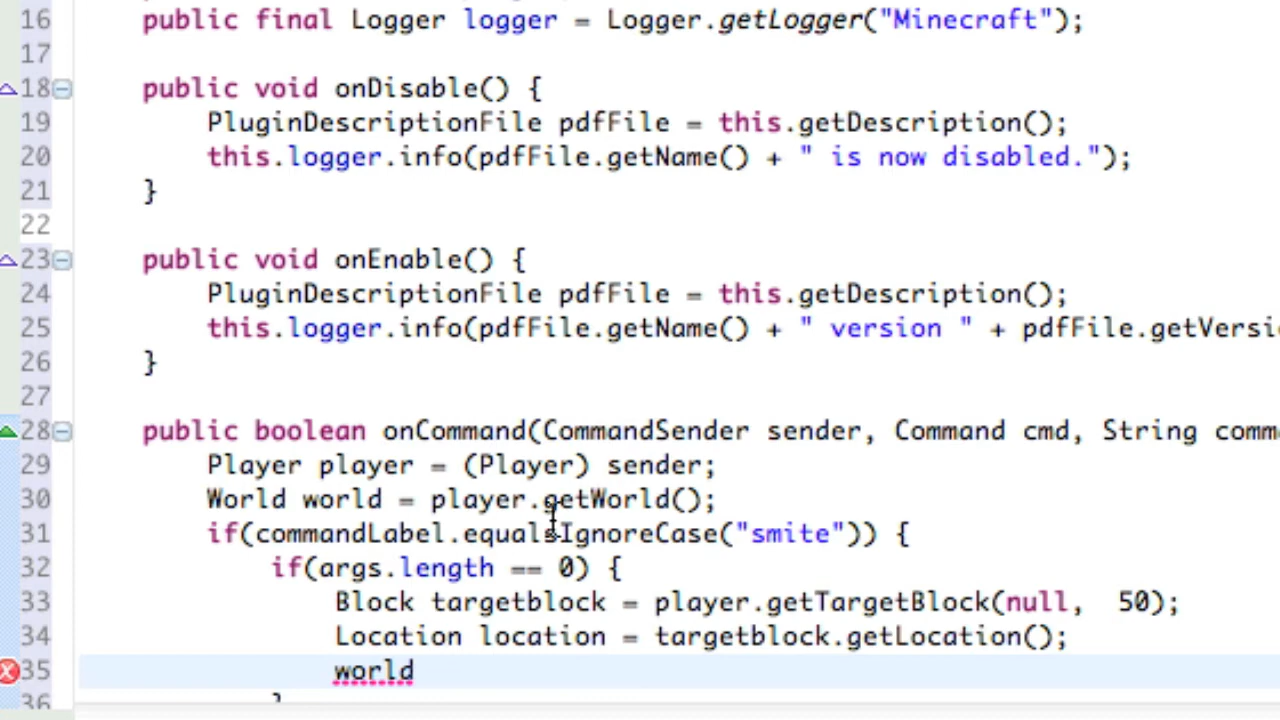 16 public final Logger logger = Logger.getLogger("Minecraft");
17
18 public void onDisable() {
19 PluginDescriptionFile pdfFile = this.getDescription();
20 this.logger.info(pdfFile.getName() + " is now disabled.");
21 }
22
23 public void onEnable() {
24 PluginDescriptionFile pdfFile = this.getDescription();
25 this.logger.info(pdfFile.getName() + " version " + pdfFile.getVersi
26 }
27
28 public boolean onCommand(CommandSender sender, Command cmd, String comm
29 Player player = (Player) sender;
30 World world = player.getWorld();
31 if(commandLabel.equalsIgnoreCase("smite")) {
32 if(args.length == 0) {
33 Block targetblock = player.getTargetBlock(null, 50);
34 Location location = targetblock.getLocation();
35 world
36 }